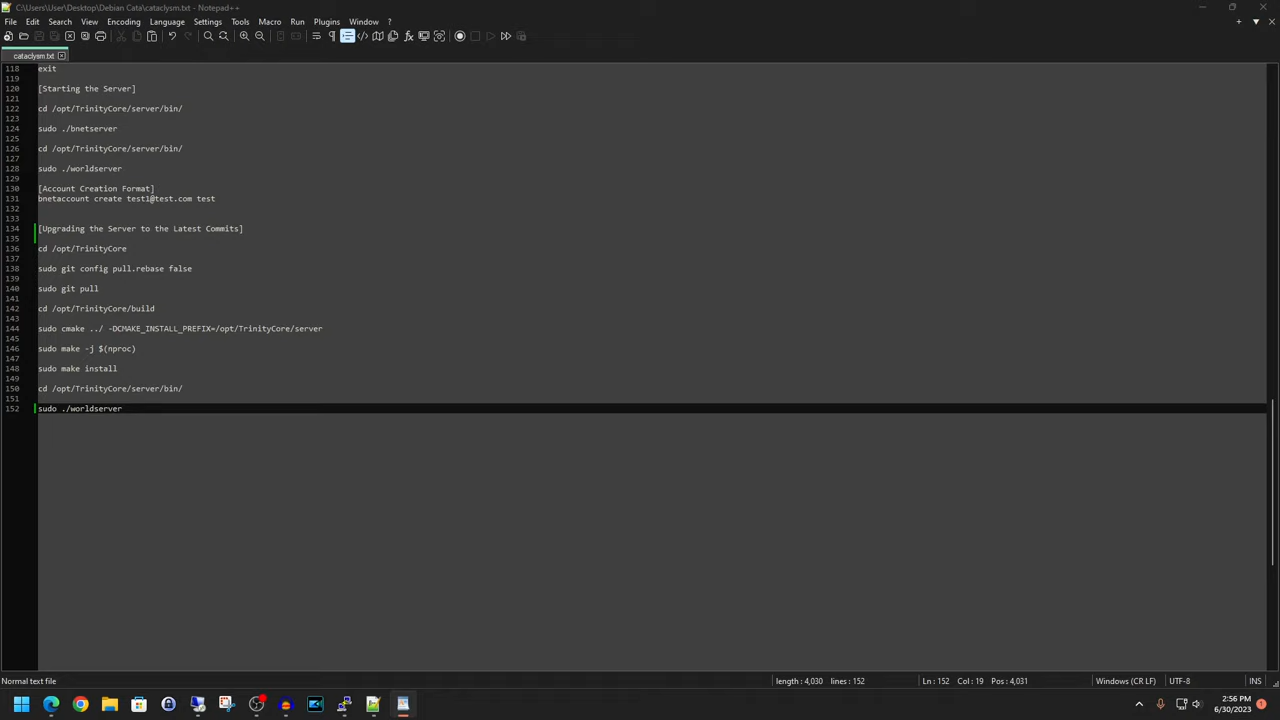 C:\Users\User\Desktop\Debian Cata\cataclysm.txt - Notepad++
File Edit Search View Encoding Language Settings Tools Macro Run Plugins Window ?
cataclysm.txt
118 exit
119
120 [Starting the Server]
121
122 cd /opt/TrinityCore/server/bin/
123
124 sudo ./bnetserver
125
126 cd /opt/TrinityCore/server/bin/
127
128 sudo ./worldserver
129
130 [Account Creation Format]
131 bnetaccount create test1@test.com test
132
133
134 [Upgrading the Server to the Latest Commits]
135
136 cd /opt/TrinityCore
137
138 sudo git config pull.rebase false
139
140 sudo git pull
141
142 cd /opt/TrinityCore/build
143
144 sudo cmake ../ -DCMAKE_INSTALL_PREFIX=/opt/TrinityCore/server
145
146 sudo make -j $(nproc)
147
148 sudo make install
149
150 cd /opt/TrinityCore/server/bin/
151
152 sudo ./worldserver
Normal text file length : 4,030 lines : 152 Ln : 152 Col : 19 Pos : 4,031 Windows (CR LF) UTF-8 INS
2:56 PM
6/30/2023